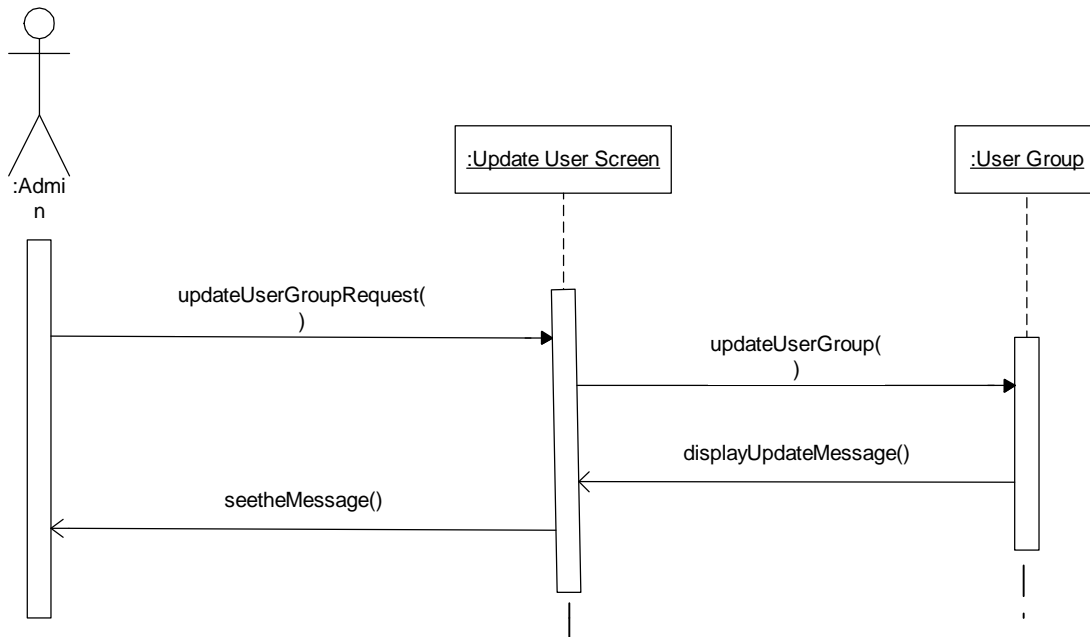 :Admi
n
:Update User Screen
:User Group
updateUserGroupRequest(
)
updateUserGroup(
)
displayUpdateMessage()
seetheMessage()